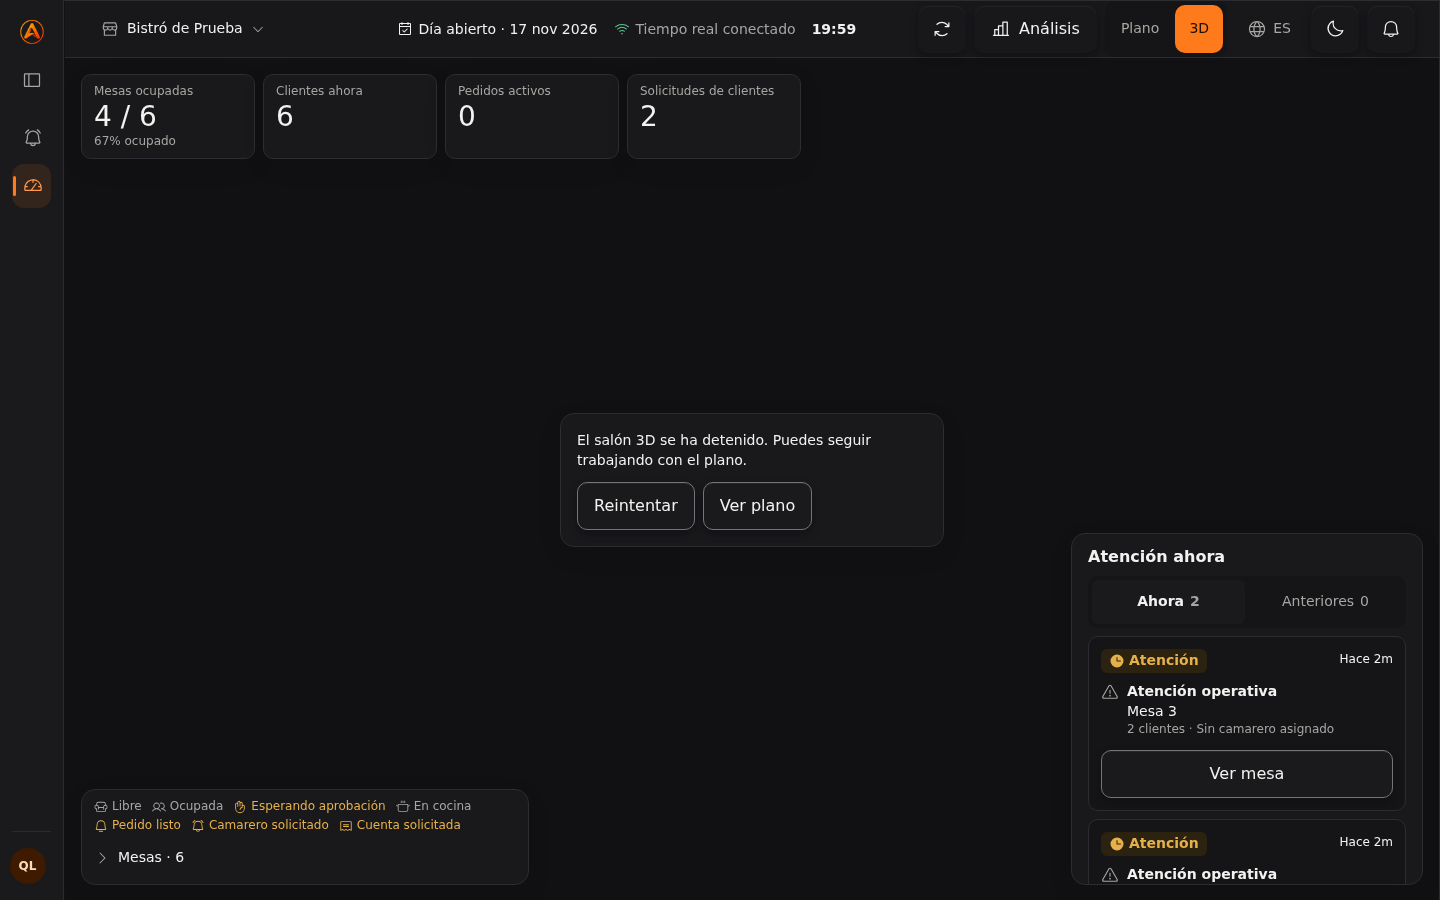 Bistró de Prueba
Día abierto · 17 nov 2026
Tiempo real conectado
19:59
Análisis
Plano
3D
ES
Mesas ocupadas
4 / 6
67% ocupado
Clientes ahora
6
Pedidos activos
0
Solicitudes de clientes
2
El salón 3D se ha detenido. Puedes seguir
trabajando con el plano.
Reintentar
Ver plano
Atención ahora
Ahora 2
Anteriores 0
Atención
Hace 2m
Atención operativa
Mesa 3
2 clientes · Sin camarero asignado
Ver mesa
Atención
Hace 2m
Atención operativa
Libre
Ocupada
Esperando aprobación
En cocina
Pedido listo
Camarero solicitado
Cuenta solicitada
Mesas · 6
QL